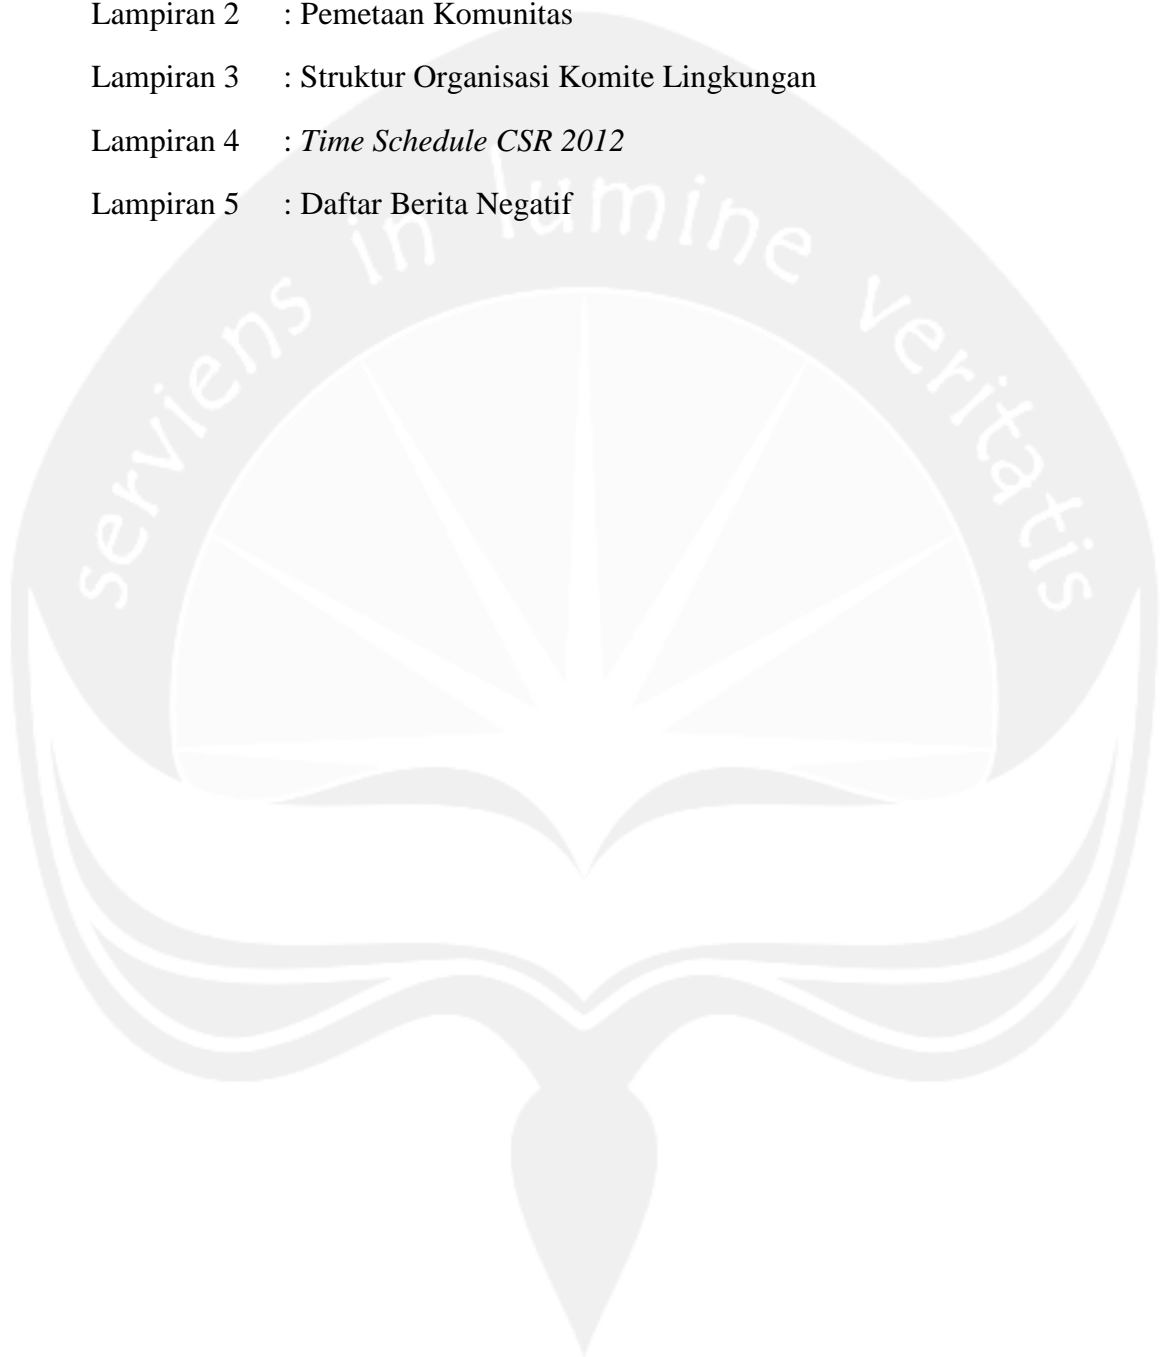 Lampiran 2 : Pemetaan Komunitas
Lampiran 3 : Struktur Organisasi Komite Lingkungan
Lampiran 4 : Time Schedule CSR 2012
Lampiran 5 : Daftar Berita Negatif
serviens in lumine veritatis